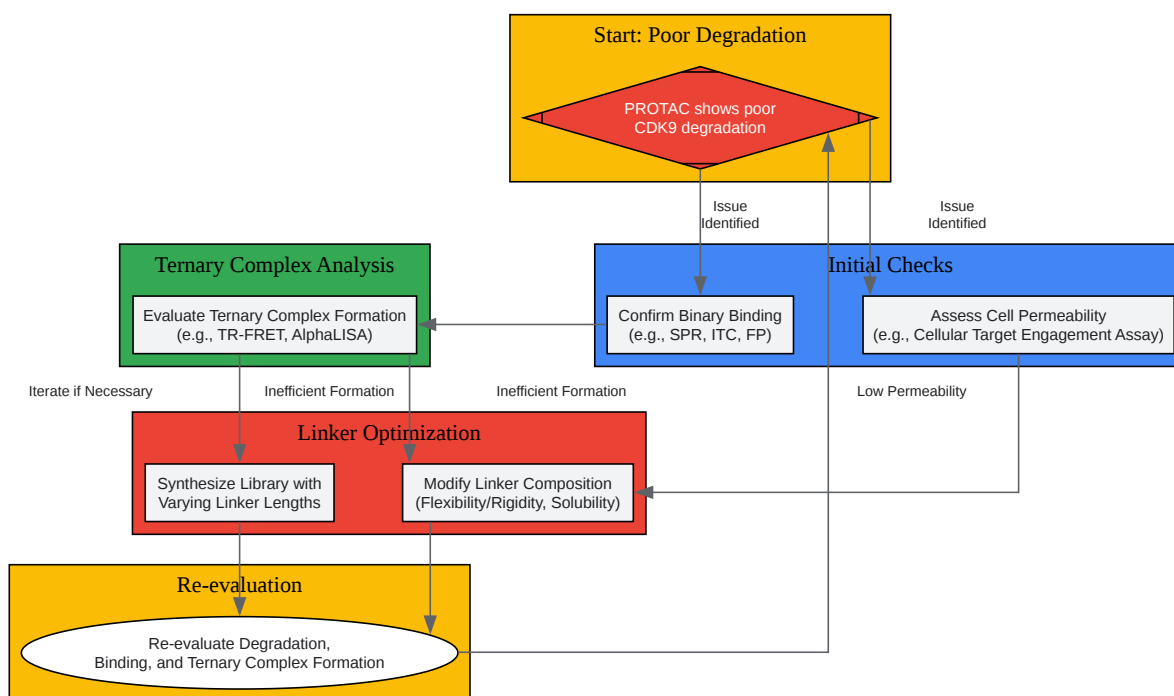 Start: Poor Degradation
PROTAC shows poor
CDK9 degradation
Issue
Identified
Issue
Identified
Ternary Complex Analysis
Initial Checks
Evaluate Ternary Complex Formation
(e.g., TR-FRET, AlphaLISA)
Confirm Binary Binding
(e.g., SPR, ITC, FP)
Assess Cell Permeability
(e.g., Cellular Target Engagement Assay)
Iterate if Necessary
Inefficient Formation
Inefficient Formation
Low Permeability
Linker Optimization
Synthesize Library with
Varying Linker Lengths
Modify Linker Composition
(Flexibility/Rigidity, Solubility)
Re-evaluation
Re-evaluate Degradation,
Binding, and Ternary Complex Formation